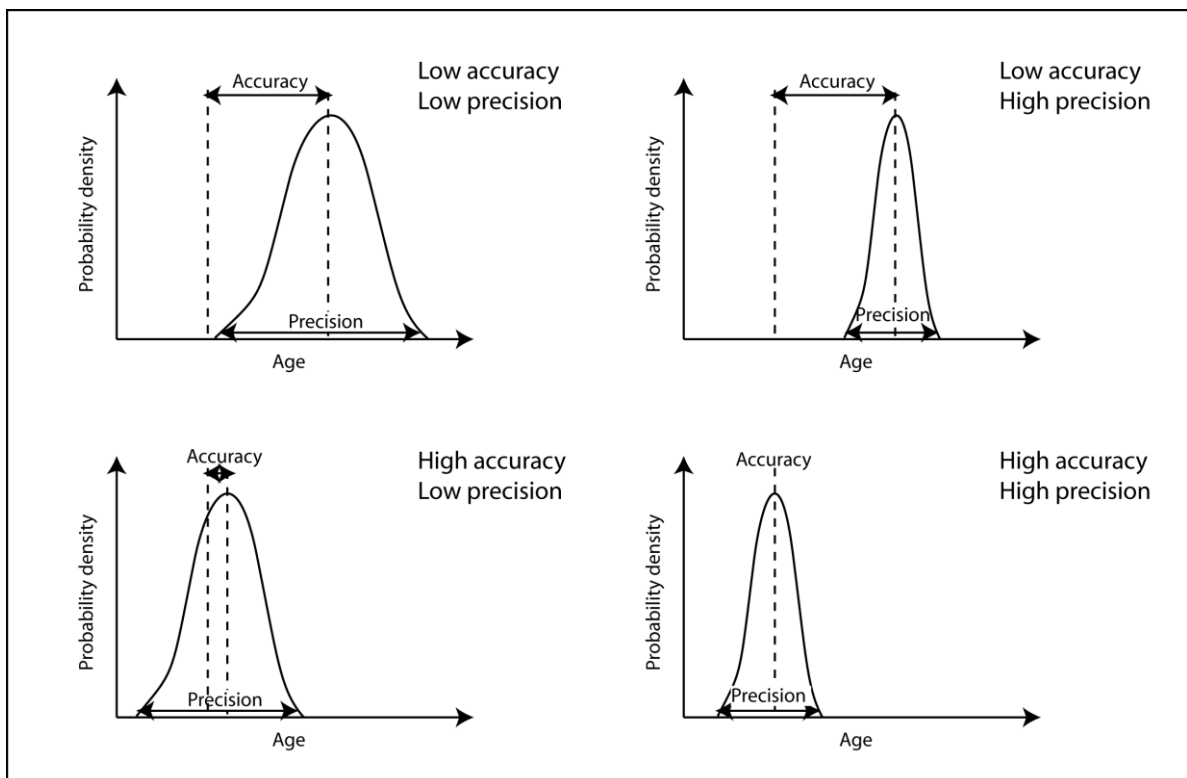 Accuracy
Low accuracy
Low precision
Probability density
Precision
Age
Accuracy
Low accuracy
High precision
Probability density
Precision
Age
Accuracy
High accuracy
Low precision
Probability density
Precision
Age
Accuracy
High accuracy
High precision
Probability density
Precision
Age